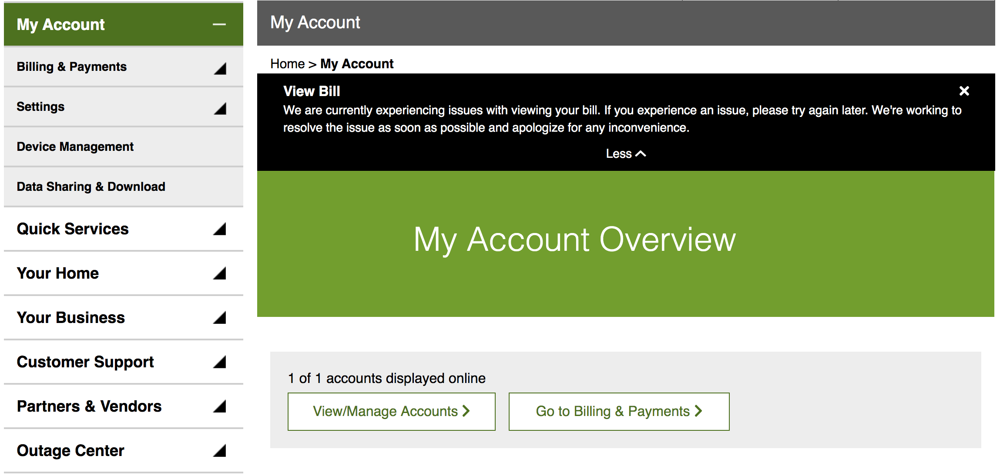 My Account
Billing & Payments
Settings
Device Management
Data Sharing & Download
Quick Services
Your Home
Your Business
Customer Support
Partners & Vendors
Outage Center
My Account
Home > My Account
View Bill
We are currently experiencing issues with viewing your bill. If you experience an issue, please try again later. We're working to
resolve the issue as soon as possible and apologize for any inconvenience.
Less
My Account Overview
1 of 1 accounts displayed online
View/Manage Accounts
Go to Billing & Payments